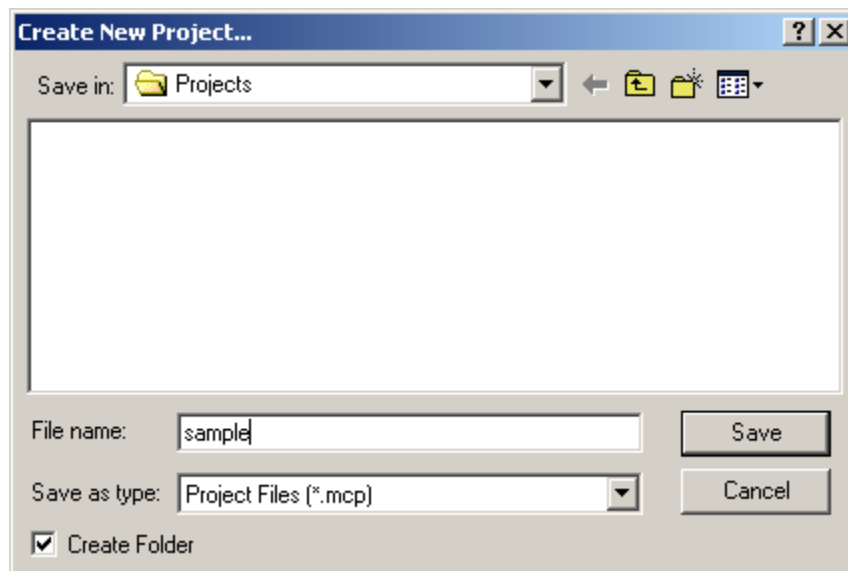 Create New Project...
Save in: Projects
File name: sample
Save
Save as type: Project Files (*.mcp)
Cancel
Create Folder